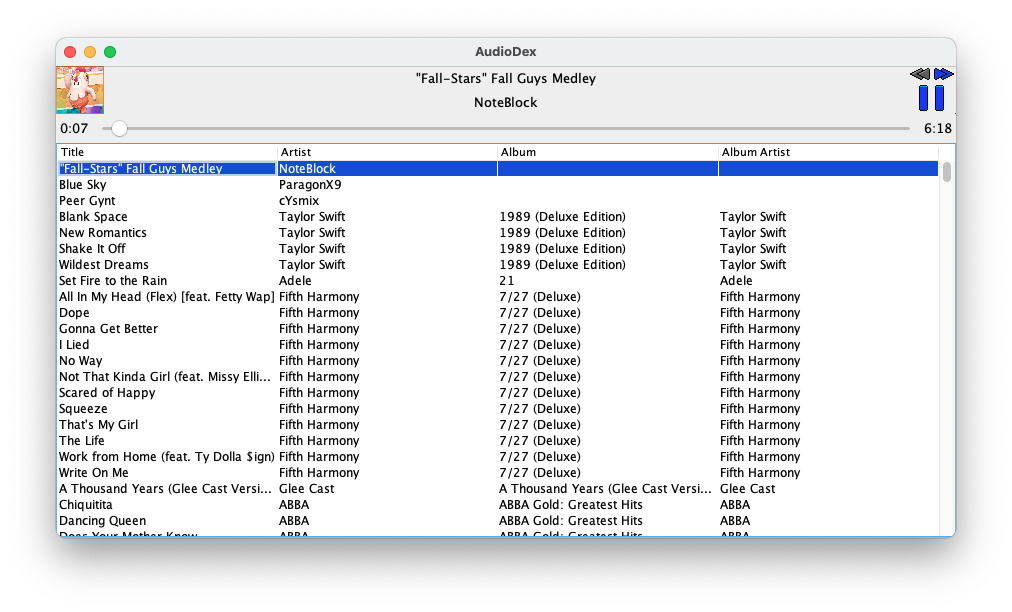 AudioDex
"Fall-Stars" Fall Guys Medley
NoteBlock
0:07 6:18
Title Artist Album Album Artist
"Fall-Stars" Fall Guys Medley NoteBlock
Blue Sky ParagonX9
Peer Gynt cYsmix
Blank Space Taylor Swift 1989 (Deluxe Edition) Taylor Swift
New Romantics Taylor Swift 1989 (Deluxe Edition) Taylor Swift
Shake It Off Taylor Swift 1989 (Deluxe Edition) Taylor Swift
Wildest Dreams Taylor Swift 1989 (Deluxe Edition) Taylor Swift
Set Fire to the Rain Adele 21 Adele
All In My Head (Flex) [feat. Fetty Wap] Fifth Harmony 7/27 (Deluxe) Fifth Harmony
Dope Fifth Harmony 7/27 (Deluxe) Fifth Harmony
Gonna Get Better Fifth Harmony 7/27 (Deluxe) Fifth Harmony
I Lied Fifth Harmony 7/27 (Deluxe) Fifth Harmony
No Way Fifth Harmony 7/27 (Deluxe) Fifth Harmony
Not That Kinda Girl (feat. Missy Elli... Fifth Harmony 7/27 (Deluxe) Fifth Harmony
Scared of Happy Fifth Harmony 7/27 (Deluxe) Fifth Harmony
Squeeze Fifth Harmony 7/27 (Deluxe) Fifth Harmony
That's My Girl Fifth Harmony 7/27 (Deluxe) Fifth Harmony
The Life Fifth Harmony 7/27 (Deluxe) Fifth Harmony
Work from Home (feat. Ty Dolla $ign) Fifth Harmony 7/27 (Deluxe) Fifth Harmony
Write On Me Fifth Harmony 7/27 (Deluxe) Fifth Harmony
A Thousand Years (Glee Cast Versi... Glee Cast A Thousand Years (Glee Cast Versi... Glee Cast
Chiquitita ABBA ABBA Gold: Greatest Hits ABBA
Dancing Queen ABBA ABBA Gold: Greatest Hits ABBA
Does Your Mother Know ABBA ABBA Gold: Greatest Hits ABBA